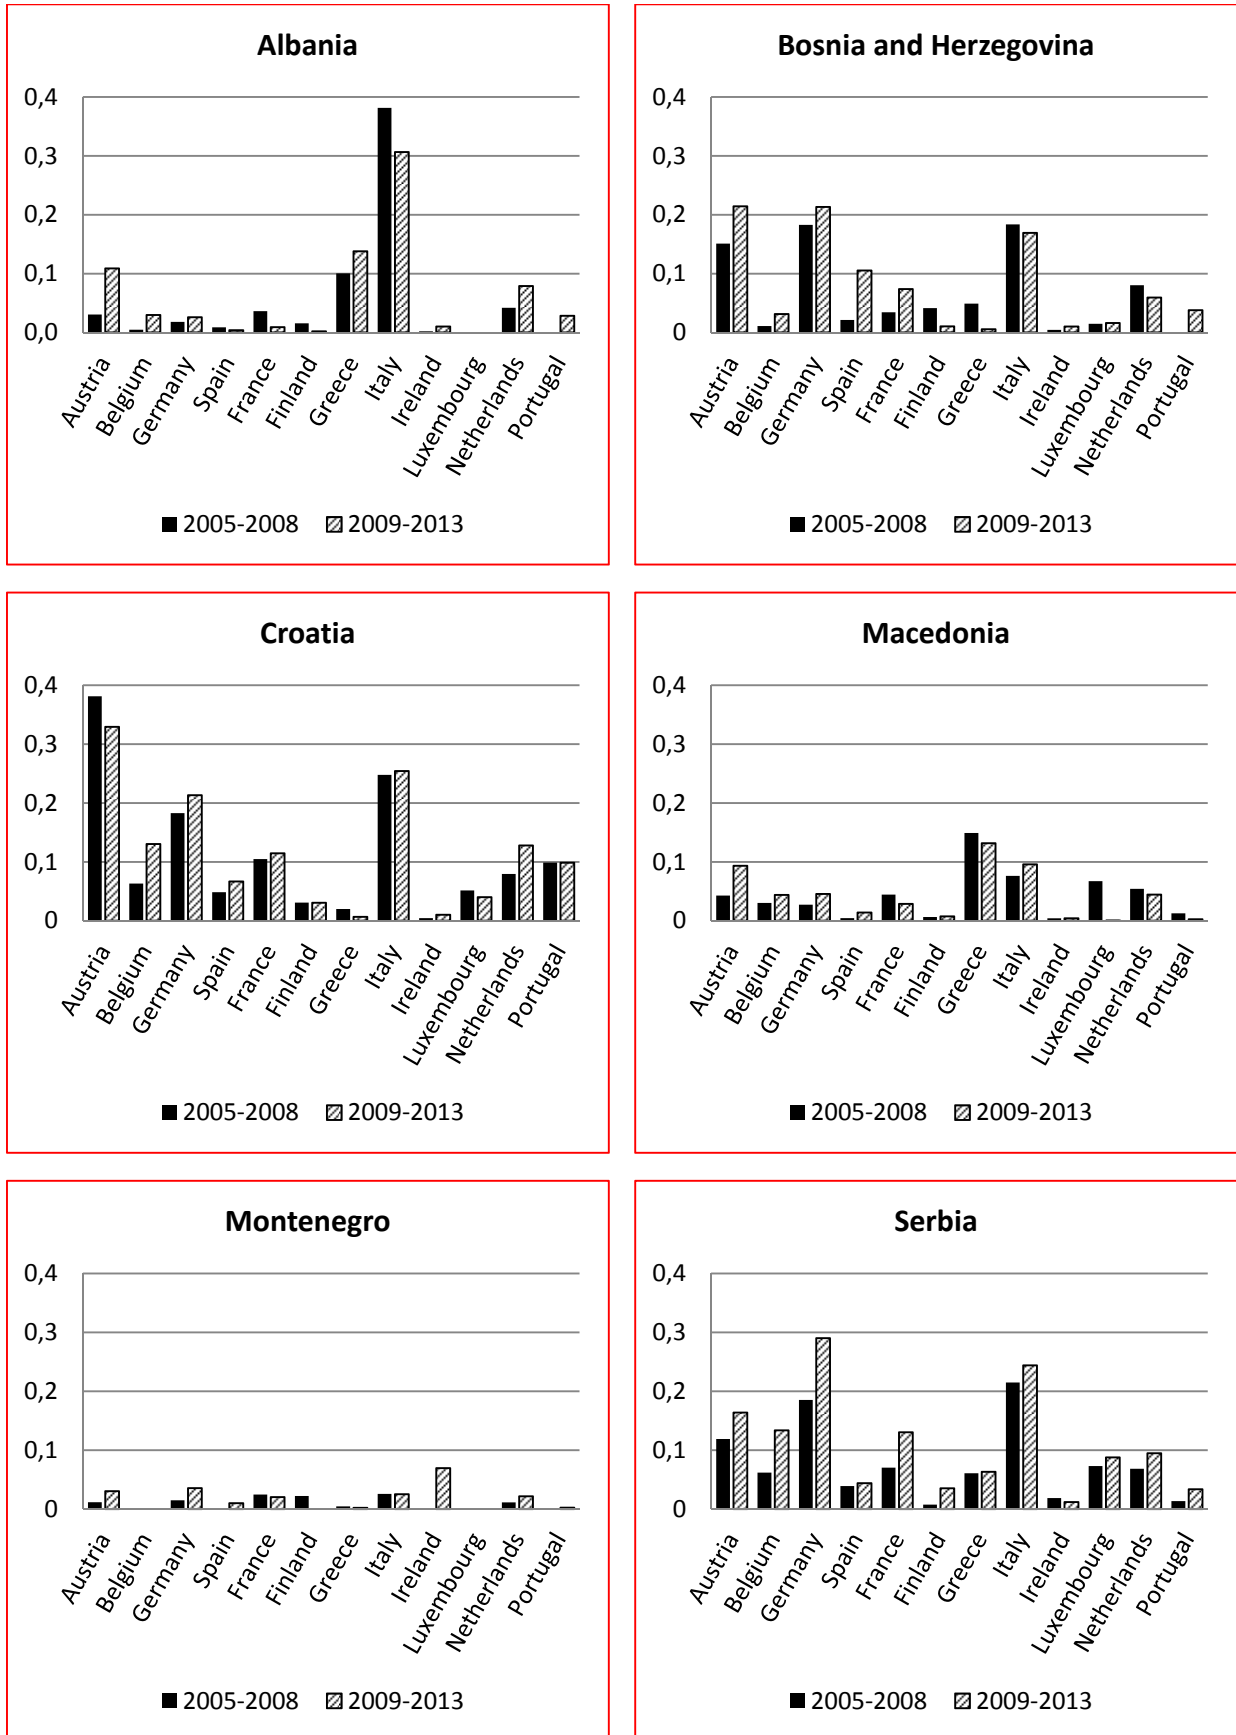 Albania
0,4
0,3
0,2
0,1
0,0
Austria
Belgium
Germany
Spain
France
Finland
Greece
Italy
Ireland
Luxembourg
Netherlands
Portugal
2005-2008 2009-2013
Bosnia and Herzegovina
0,4
0,3
0,2
0,1
0
Austria
Belgium
Germany
Spain
France
Finland
Greece
Italy
Ireland
Luxembourg
Netherlands
Portugal
2005-2008 2009-2013
Croatia
0,4
0,3
0,2
0,1
0
Austria
Belgium
Germany
Spain
France
Finland
Greece
Italy
Ireland
Luxembourg
Netherlands
Portugal
2005-2008 2009-2013
Macedonia
0,4
0,3
0,2
0,1
0
Austria
Belgium
Germany
Spain
France
Finland
Greece
Italy
Ireland
Luxembourg
Netherlands
Portugal
2005-2008 2009-2013
Montenegro
0,4
0,3
0,2
0,1
0
Austria
Belgium
Germany
Spain
France
Finland
Greece
Italy
Ireland
Luxembourg
Netherlands
Portugal
2005-2008 2009-2013
Serbia
0,4
0,3
0,2
0,1
0
Austria
Belgium
Germany
Spain
France
Finland
Greece
Italy
Ireland
Luxembourg
Netherlands
Portugal
2005-2008 2009-2013